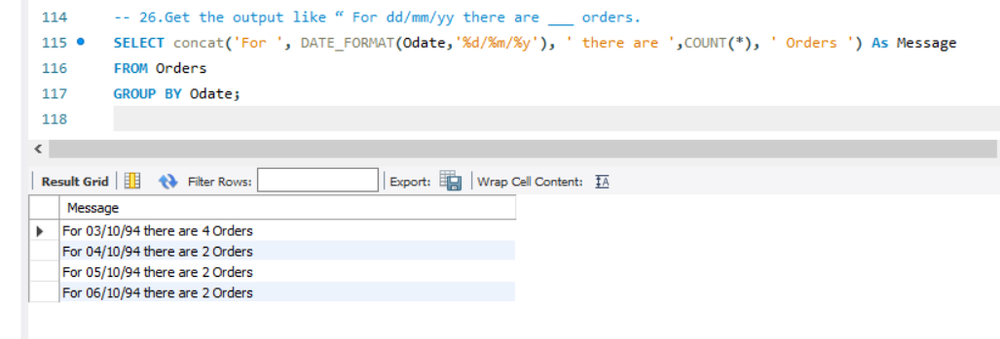 114 -- 26.Get the output like “ For dd/mm/yy there are ___ orders.
115 SELECT concat('For ', DATE_FORMAT(Odate,'%d/%m/%y'), ' there are ',COUNT(*), ' Orders ') As Message
116 FROM Orders
117 GROUP BY Odate;
118
Result Grid Filter Rows: Export: Wrap Cell Content: IA
Message
For 03/10/94 there are 4 Orders
For 04/10/94 there are 2 Orders
For 05/10/94 there are 2 Orders
For 06/10/94 there are 2 Orders